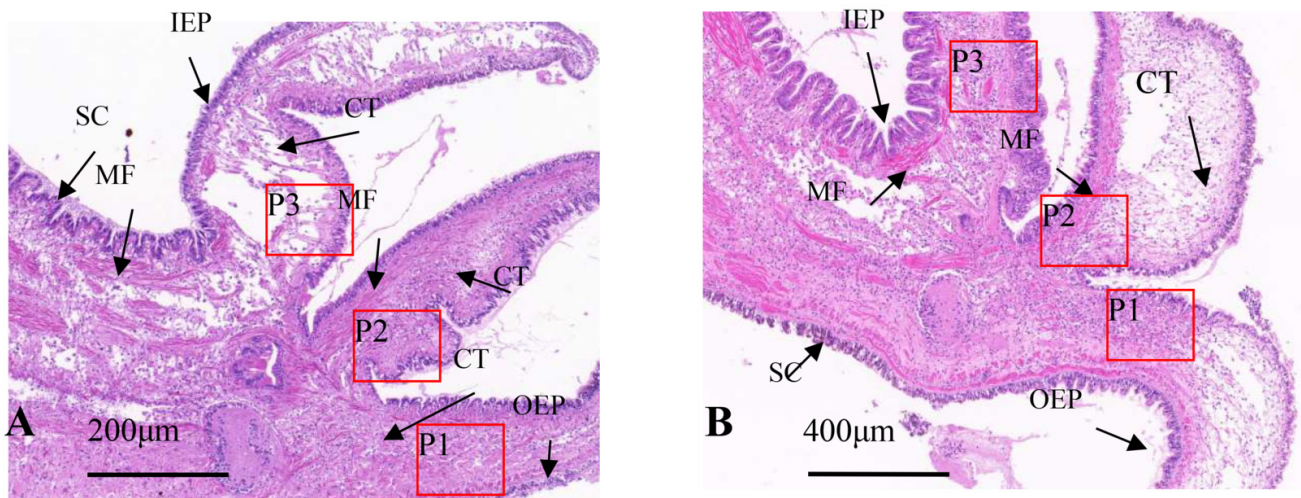 IEP
CT
SC
MF
P3
MF
CT
P2
CT
OEP
A
200μm
P1
IEP
P3
CT
MF
MF
P2
P1
SC
OEP
B
400μm